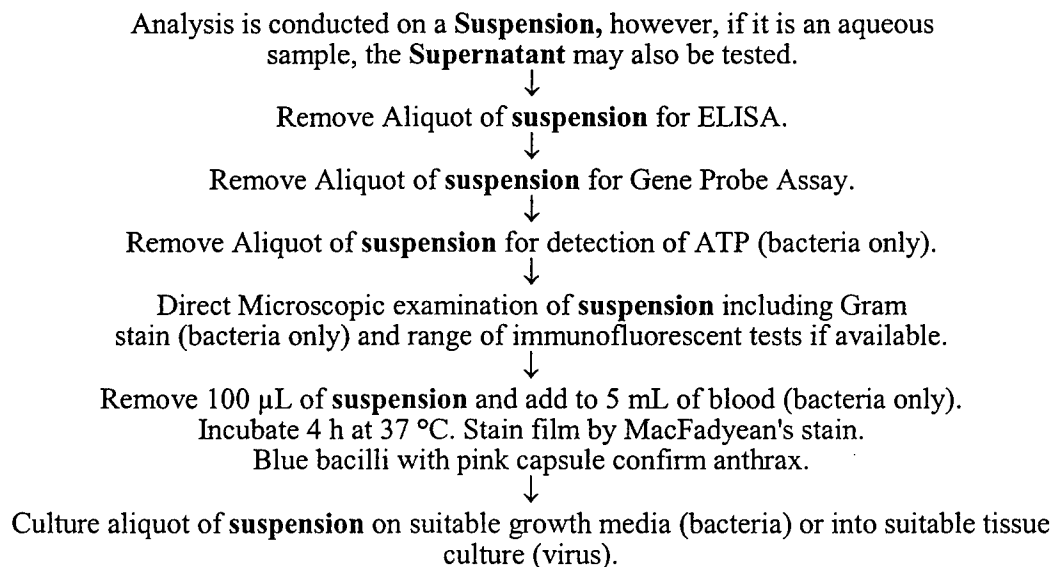 Analysis is conducted on a Suspension, however, if it is an aqueous
sample, the Supernatant may also be tested.
↓
Remove Aliquot of suspension for ELISA.
↓
Remove Aliquot of suspension for Gene Probe Assay.
↓
Remove Aliquot of suspension for detection of ATP (bacteria only).
↓
Direct Microscopic examination of suspension including Gram
stain (bacteria only) and range of immunofluorescent tests if available.
↓
Remove 100 µL of suspension and add to 5 mL of blood (bacteria only).
Incubate 4 h at 37 °C. Stain film by MacFadyean's stain.
Blue bacilli with pink capsule confirm anthrax.
↓
Culture aliquot of suspension on suitable growth media (bacteria) or into suitable tissue
culture (virus).